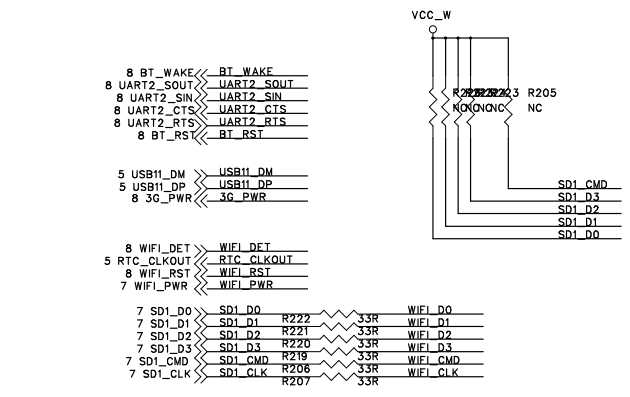 VCC_W
8 BT_WAKE BT_WAKE
8 UART2_SOUT UART2_SOUT
8 UART2_SIN UART2_SIN
8 UART2_CTS UART2_CTS
8 UART2_RTS UART2_RTS
8 BT_RST BT_RST
R205
NC NC NC NC NC
5 USB11_DM USB11_DM
5 USB11_DP USB11_DP
8 3G_PWR 3G_PWR
SD1_CMD
SD1_D3
SD1_D2
SD1_D1
SD1_D0
8 WIFI_DET WIFI_DET
5 RTC_CLKOUT RTC_CLKOUT
8 WIFI_RST WIFI_RST
7 WIFI_PWR WIFI_PWR
7 SD1_D0 SD1_D0 R222 33R WIFI_D0
7 SD1_D1 SD1_D1 R221 33R WIFI_D1
7 SD1_D2 SD1_D2 R220 33R WIFI_D2
7 SD1_D3 SD1_D3 R219 33R WIFI_D3
7 SD1_CMD SD1_CMD R206 33R WIFI_CMD
7 SD1_CLK SD1_CLK R207 33R WIFI_CLK